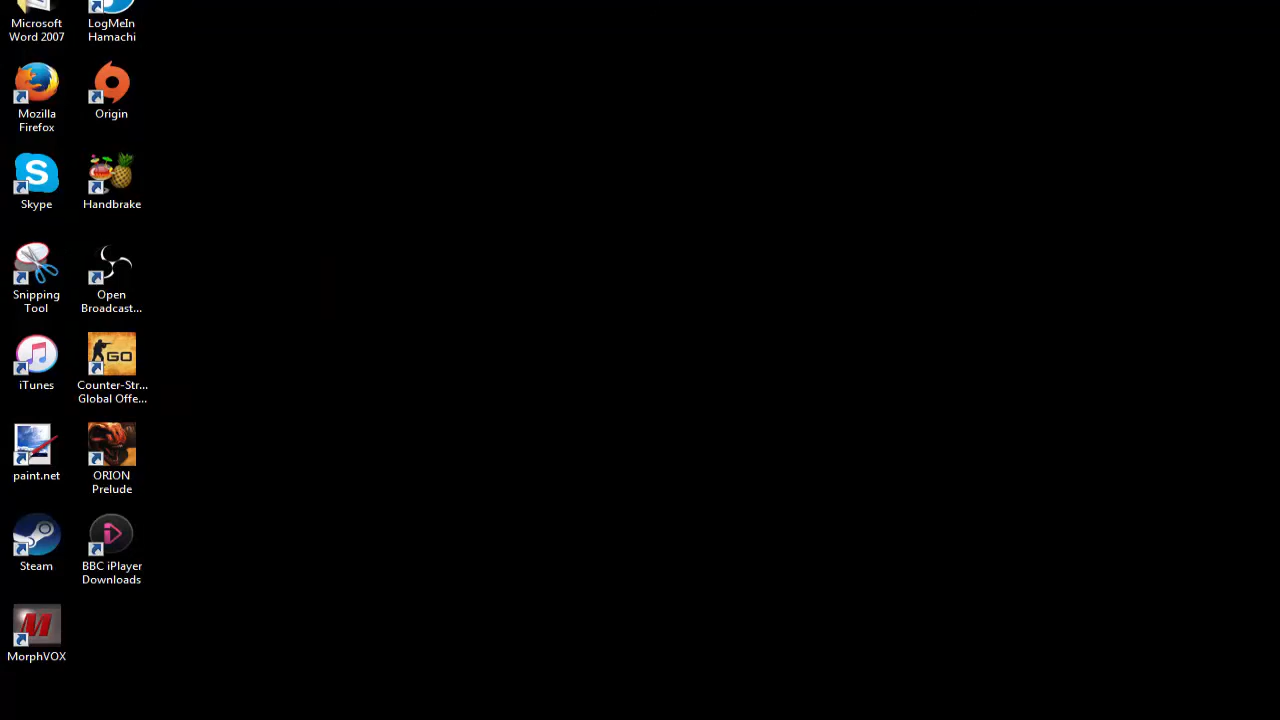 Microsoft
Word 2007
LogMeIn
Hamachi
Mozilla
Firefox
Origin
Skype
Handbrake
Snipping
Tool
Open
Broadcast...
iTunes
GO
Counter-Str...
Global Offe...
paint.net
ORION
Prelude
Steam
BBC iPlayer
Downloads
MorphVOX